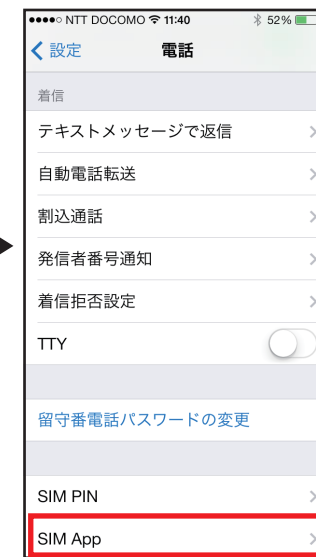 NTT DOCOMO 11:40 52%
設定 電話
着信
テキストメッセージで返信
自動電話転送
割込通話
発信者番号通知
着信拒否設定
TTY
留守番電話パスワードの変更
SIM PIN
SIM App